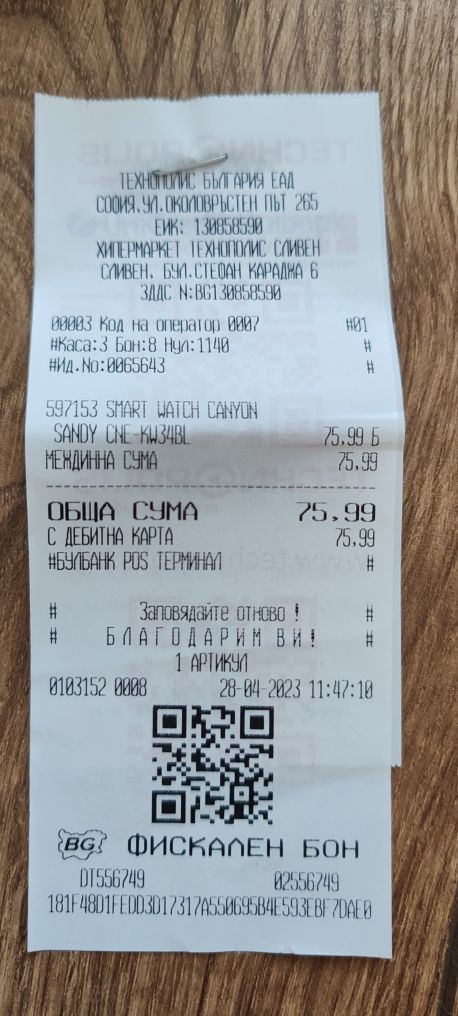 ТЕХНОПОЛИС БЪЛГАРИЯ ЕАД
СОФИЯ,УЛ.ОКОЛОВРЪСТЕН ПЪТ 265
ЕИК: 130858590
ХИПЕРМАРКЕТ ТЕХНОПОЛИС СЛИВЕН
СЛИВЕН, БУЛ.СТЕФАН КАРАДЖА 6
ЗДДС N:BG130858590
00003 Код на оператор 0007 #01
#Каса:3 Бон:8 Нул:1140 #
#Ид.No:0065643 #
597153 SMART WATCH CANYON
SANDY CNE-KW34BL 75.99 Б
МЕЖДИННА СУМА 75.99
ОБЩА СУМА 75.99
С ДЕБИТНА КАРТА 75.99
#БУЛБАНК POS ТЕРМИНАЛ #
# Заповядайте отново ! #
# Б Л А Г О Д А Р И М В И ! #
1 АРТИКУЛ
0103152 0008 28-04-2023 11:47:10
BG ФИСКАЛЕН БОН
DT556749 02556749
181F48D1FEDD3D17317A550695B4E593EBF7DAE0